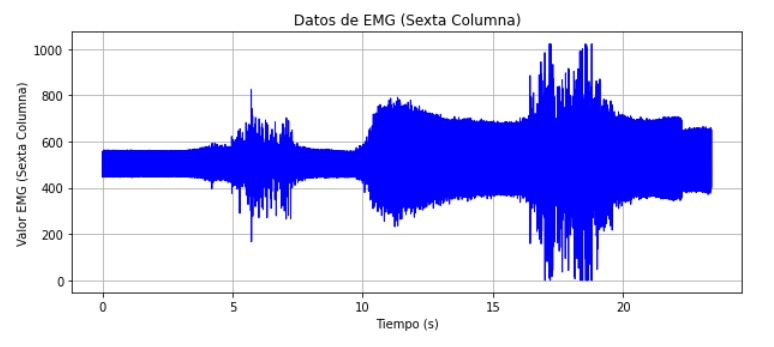 Datos de EMG (Sexta Columna)
Valor EMG (Sexta Columna)
1000
800
600
400
200
0
0 5 10 15 20
Tiempo (s)